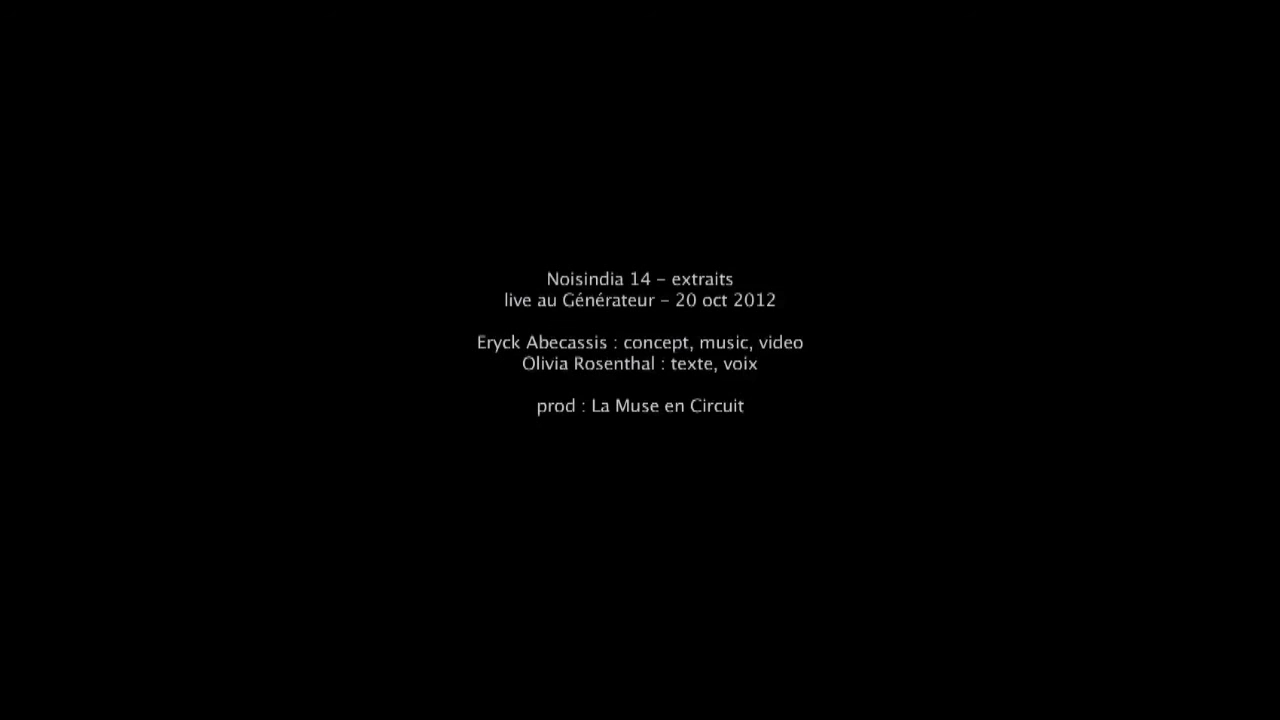 Noisindia 14 – extraits
live au Générateur – 20 oct 2012
Eryck Abecassis : concept, music, video
Olivia Rosenthal : texte, voix
prod : La Muse en Circuit